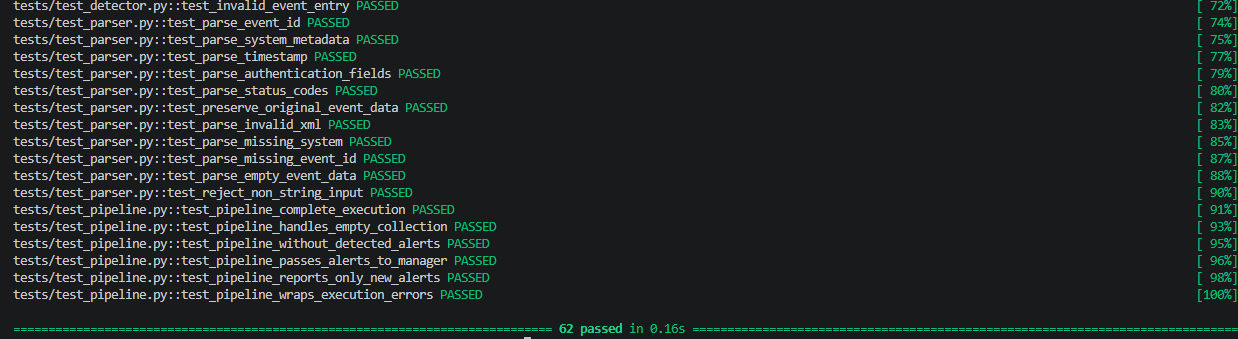 tests/test_detector.py::test_invalid_event_entry PASSED [ 72%]
tests/test_parser.py::test_parse_event_id PASSED [ 74%]
tests/test_parser.py::test_parse_system_metadata PASSED [ 75%]
tests/test_parser.py::test_parse_timestamp PASSED [ 77%]
tests/test_parser.py::test_parse_authentication_fields PASSED [ 79%]
tests/test_parser.py::test_parse_status_codes PASSED [ 80%]
tests/test_parser.py::test_preserve_original_event_data PASSED [ 82%]
tests/test_parser.py::test_parse_invalid_xml PASSED [ 83%]
tests/test_parser.py::test_parse_missing_system PASSED [ 85%]
tests/test_parser.py::test_parse_missing_event_id PASSED [ 87%]
tests/test_parser.py::test_parse_empty_event_data PASSED [ 88%]
tests/test_parser.py::test_reject_non_string_input PASSED [ 90%]
tests/test_pipeline.py::test_pipeline_complete_execution PASSED [ 91%]
tests/test_pipeline.py::test_pipeline_handles_empty_collection PASSED [ 93%]
tests/test_pipeline.py::test_pipeline_without_detected_alerts PASSED [ 95%]
tests/test_pipeline.py::test_pipeline_passes_alerts_to_manager PASSED [ 96%]
tests/test_pipeline.py::test_pipeline_reports_only_new_alerts PASSED [ 98%]
tests/test_pipeline.py::test_pipeline_wraps_execution_errors PASSED [100%]
============================================================================= 62 passed in 0.16s ==============================================================================